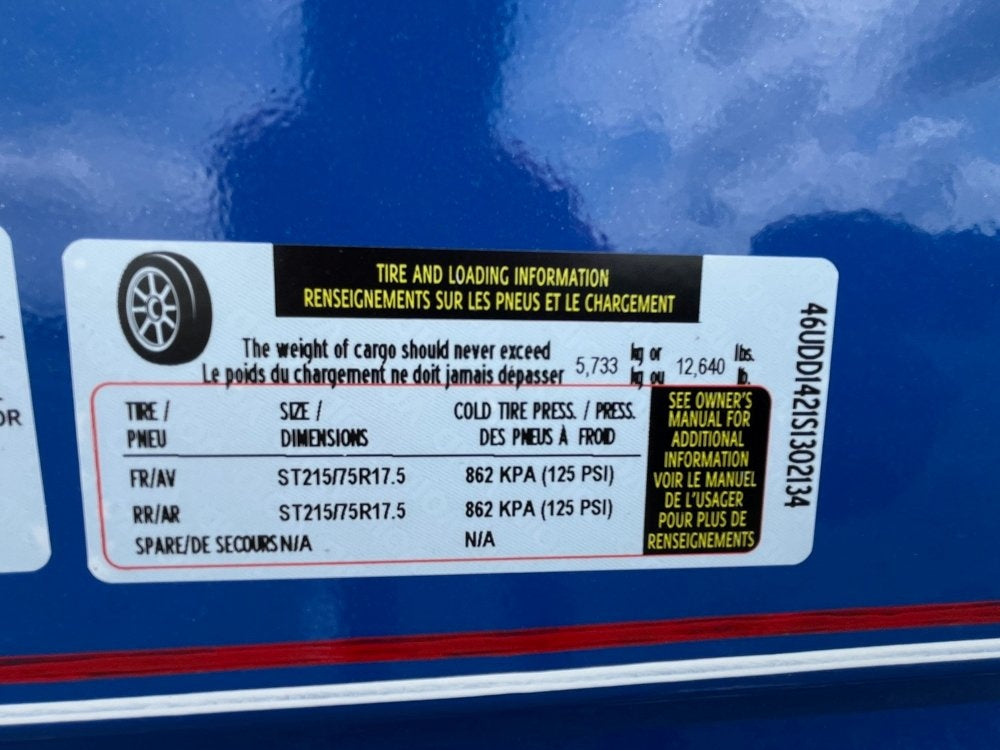 TIRE AND LOADING INFORMATION
RENSEIGNEMENTS SUR LES PNEUS ET LE CHARGEMENT
The weight of cargo should never exceed 5,733 kg or 12,640 lbs.
Le poids du chargement ne doit jamais dépasser kg ou lb.
TIRE / SIZE / COLD TIRE PRESS. / PRESS.
PNEU DIMENSIONS DES PNEUS À FROID
FR/AV ST215/75R17.5 862 KPA (125 PSI)
RR/AR ST215/75R17.5 862 KPA (125 PSI)
SPARE/DE SECOURS N/A N/A
SEE OWNER'S
MANUAL FOR
ADDITIONAL
INFORMATION
VOIR LE MANUEL
DE L'USAGER
POUR PLUS DE
RENSEIGNEMENTS
46UDD1421S1302134
OR